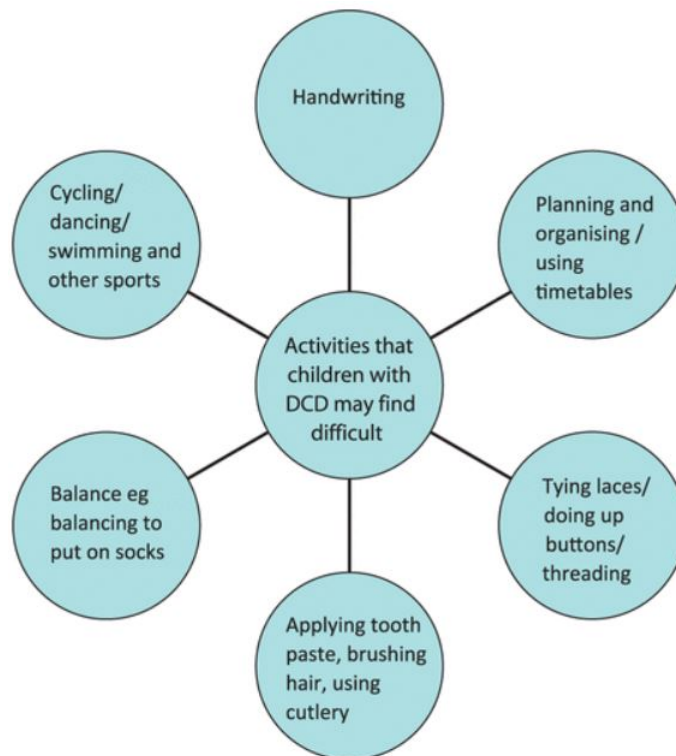 Handwriting
Planning and
organising /
using
timetables
Tying laces/
doing up
buttons/
threading
Applying tooth
paste, brushing
hair, using
cutlery
Balance eg
balancing to
put on socks
Cycling/
dancing/
swimming and
other sports
Activities that
children with
DCD may find
difficult